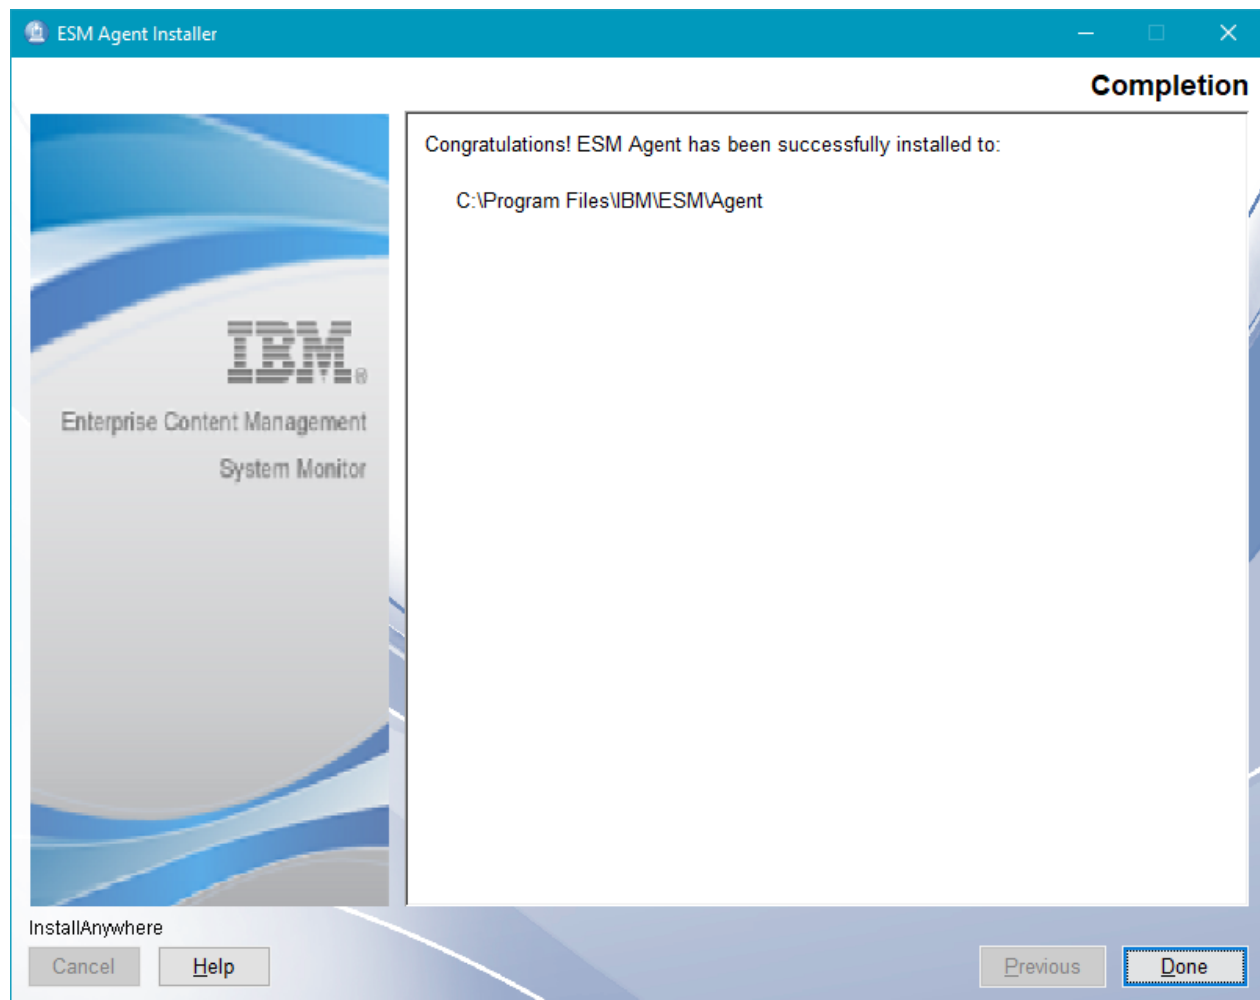 ESM Agent Installer
Completion
Congratulations! ESM Agent has been successfully installed to:
C:\Program Files\IBM\ESM\Agent
IBM®
Enterprise Content Management
System Monitor
InstallAnywhere
Cancel
Help
Previous
Done